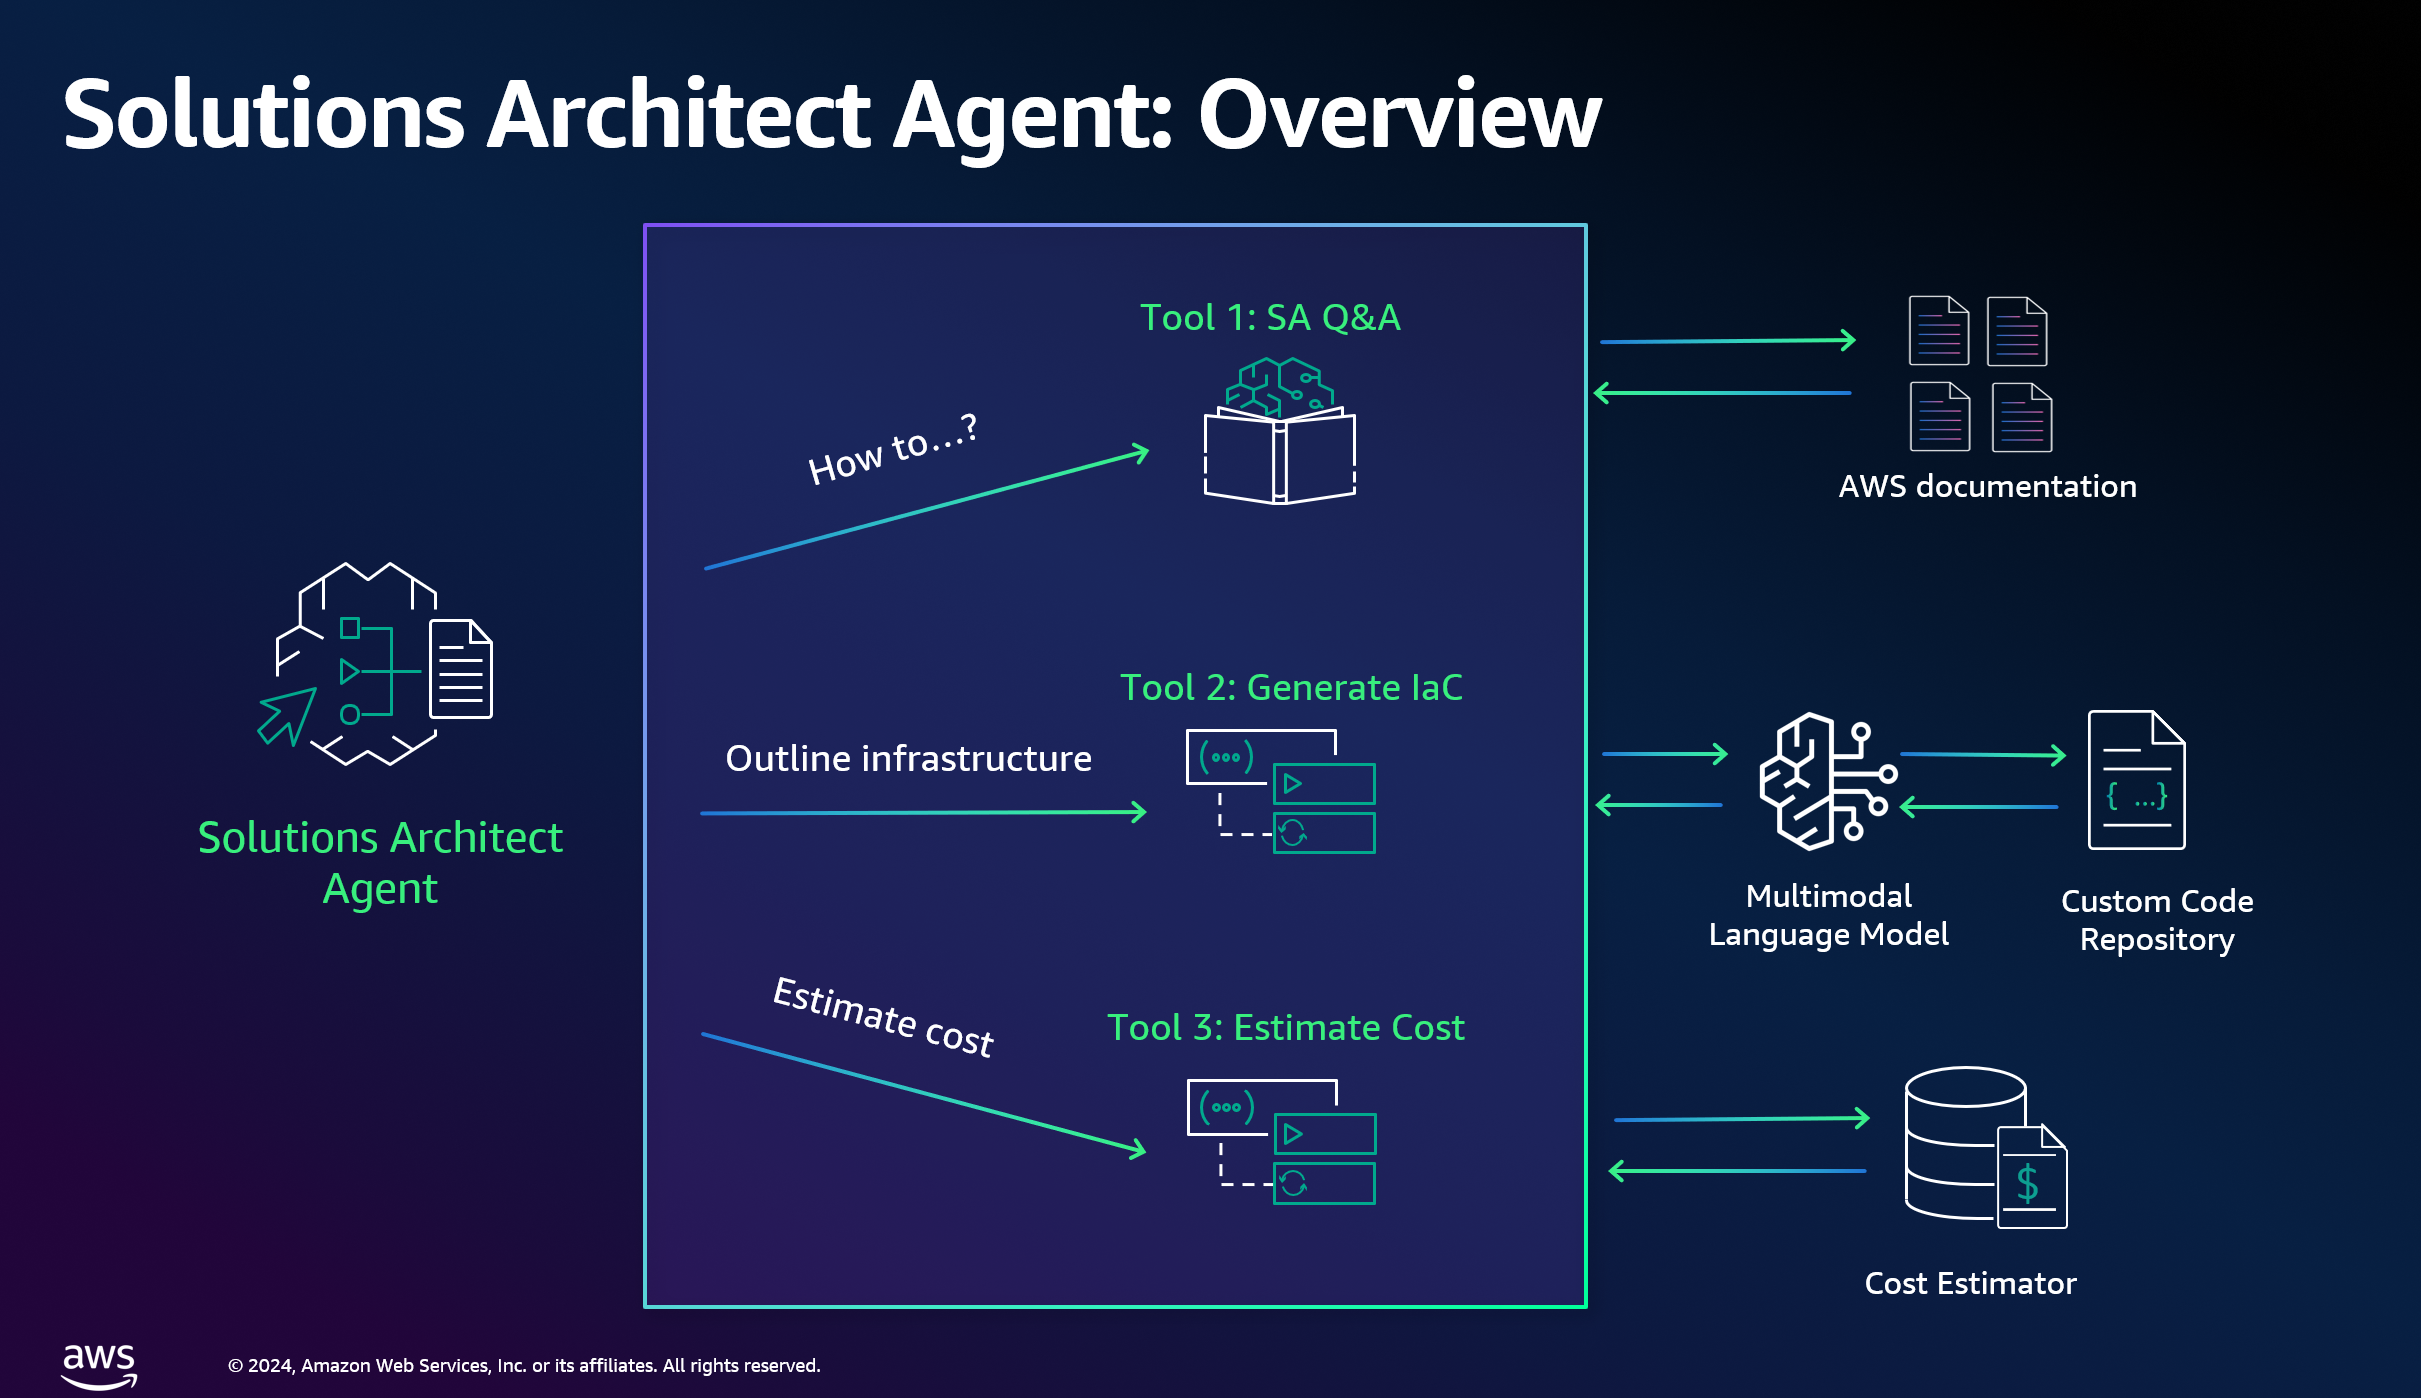 Solutions Architect Agent: Overview
Tool 1: SA Q&A
How to...?
AWS documentation
Solutions Architect
Agent
Tool 2: Generate IaC
Outline infrastructure
(ooo)
{ ...}
Multimodal
Language Model
Custom Code
Repository
Tool 3: Estimate Cost
Estimate cost
(ooo)
$
Cost Estimator
aws
© 2024, Amazon Web Services, Inc. or its affiliates. All rights reserved.